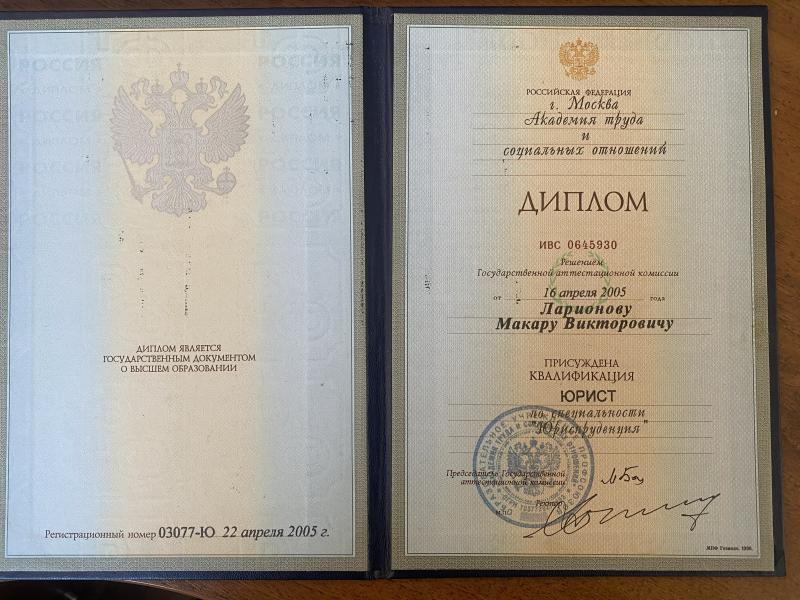 ДИПЛОМ ЯВЛЯЕТСЯ
ГОСУДАРСТВЕННЫМ ДОКУМЕНТОМ
О ВЫСШЕМ ОБРАЗОВАНИИ
Регистрационный номер 03077-Ю 22 апреля 2005 г.
РОССИЙСКАЯ ФЕДЕРАЦИЯ
г. Москва
Академия труда
и
социальных отношений
ДИПЛОМ
ИВС 0645930
Решением
Государственной аттестационной комиссии
от 16 апреля 2005 года
Ларионову
Макару Викторовичу
ПРИСУЖДЕНА
КВАЛИФИКАЦИЯ
ЮРИСТ
по специальности
"Юриспруденция"
Председатель Государственной
аттестационной комиссии
Ректор